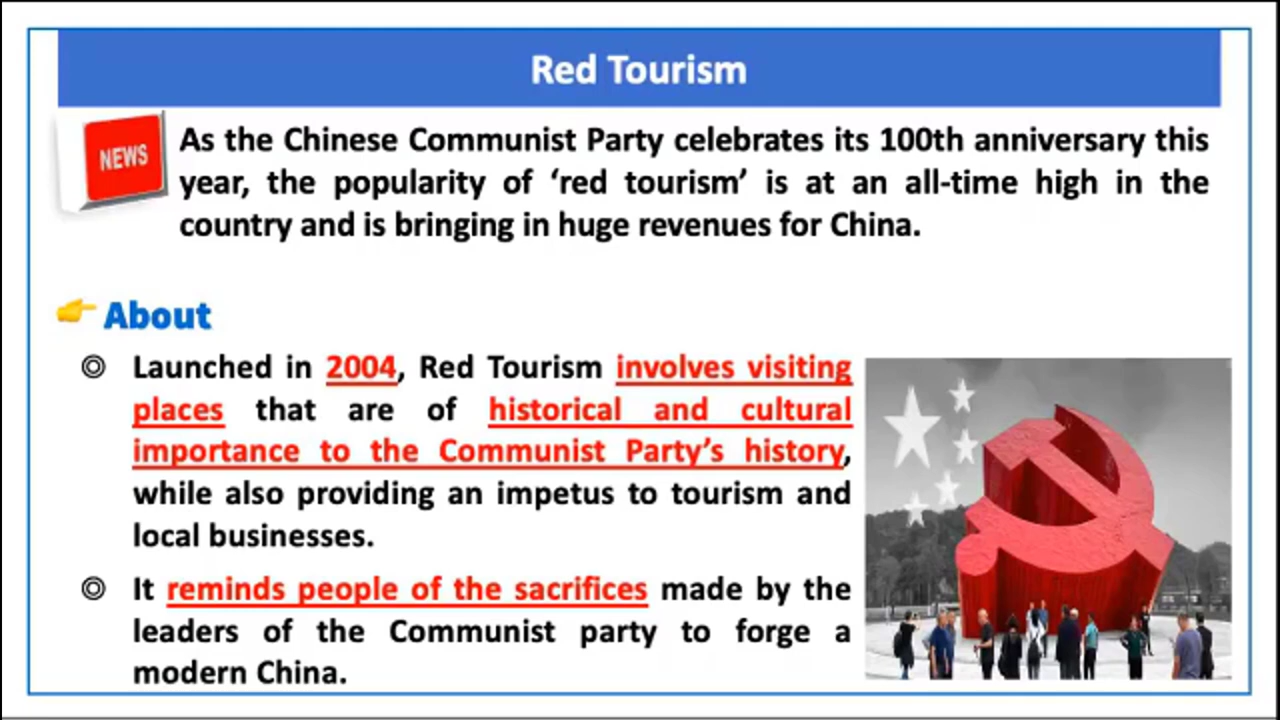 Red Tourism
NEWS
As the Chinese Communist Party celebrates its 100th anniversary this
year, the popularity of ‘red tourism’ is at an all-time high in the
country and is bringing in huge revenues for China.
About
Launched in 2004, Red Tourism involves visiting
places that are of historical and cultural
importance to the Communist Party’s history,
while also providing an impetus to tourism and
local businesses.
It reminds people of the sacrifices made by the
leaders of the Communist party to forge a
modern China.